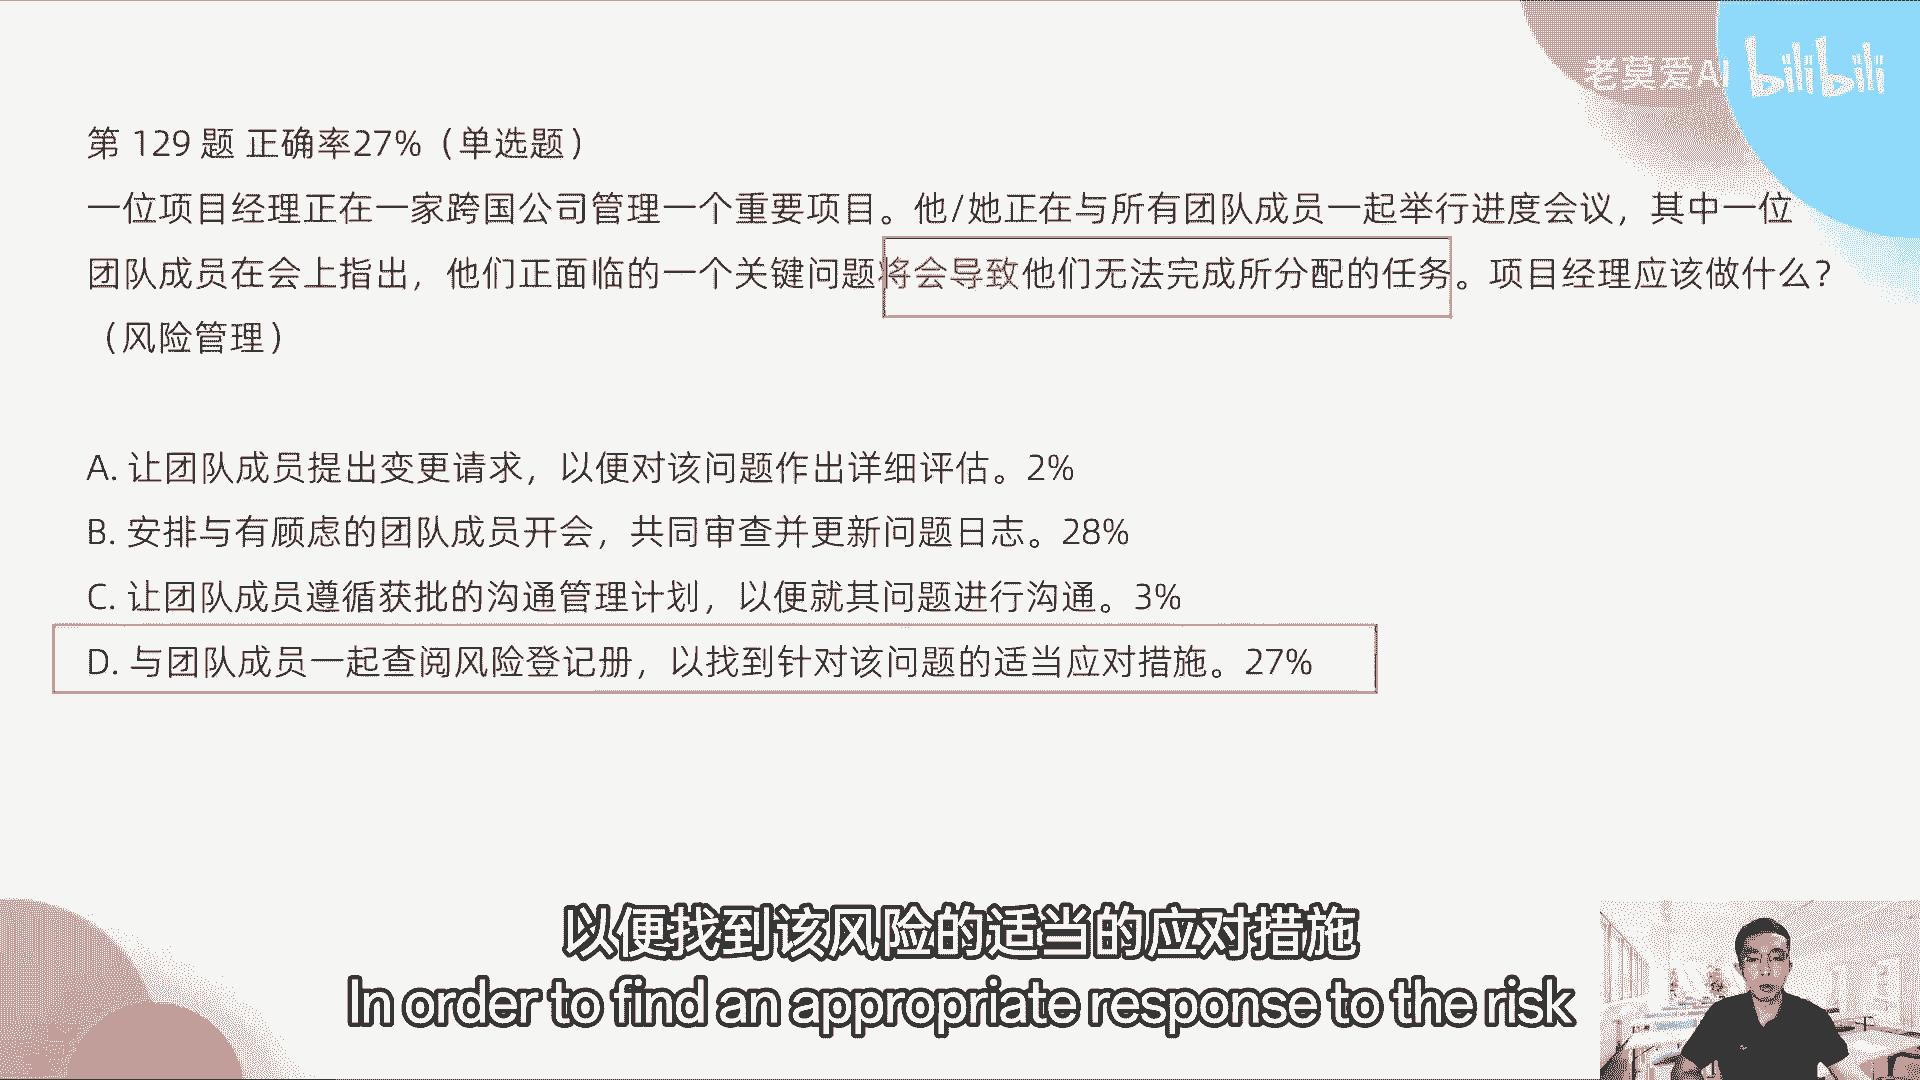 老莫爱AI bilibili
第 129 题 正确率27%（单选题）
一位项目经理正在一家跨国公司管理一个重要项目。他/她正在与所有团队成员一起举行进度会议，其中一位
团队成员在会上指出，他们正面临的一个关键问题将会导致他们无法完成所分配的任务。项目经理应该做什么？
（风险管理）
A. 让团队成员提出变更请求，以便对该问题作出详细评估。2%
B. 安排与有顾虑的团队成员开会，共同审查并更新问题日志。28%
C. 让团队成员遵循获批的沟通管理计划，以便就其问题进行沟通。3%
D. 与团队成员一起查阅风险登记册，以找到针对该问题的适当应对措施。27%
以便找到该风险的适当的应对措施
In order to find an appropriate response to the risk